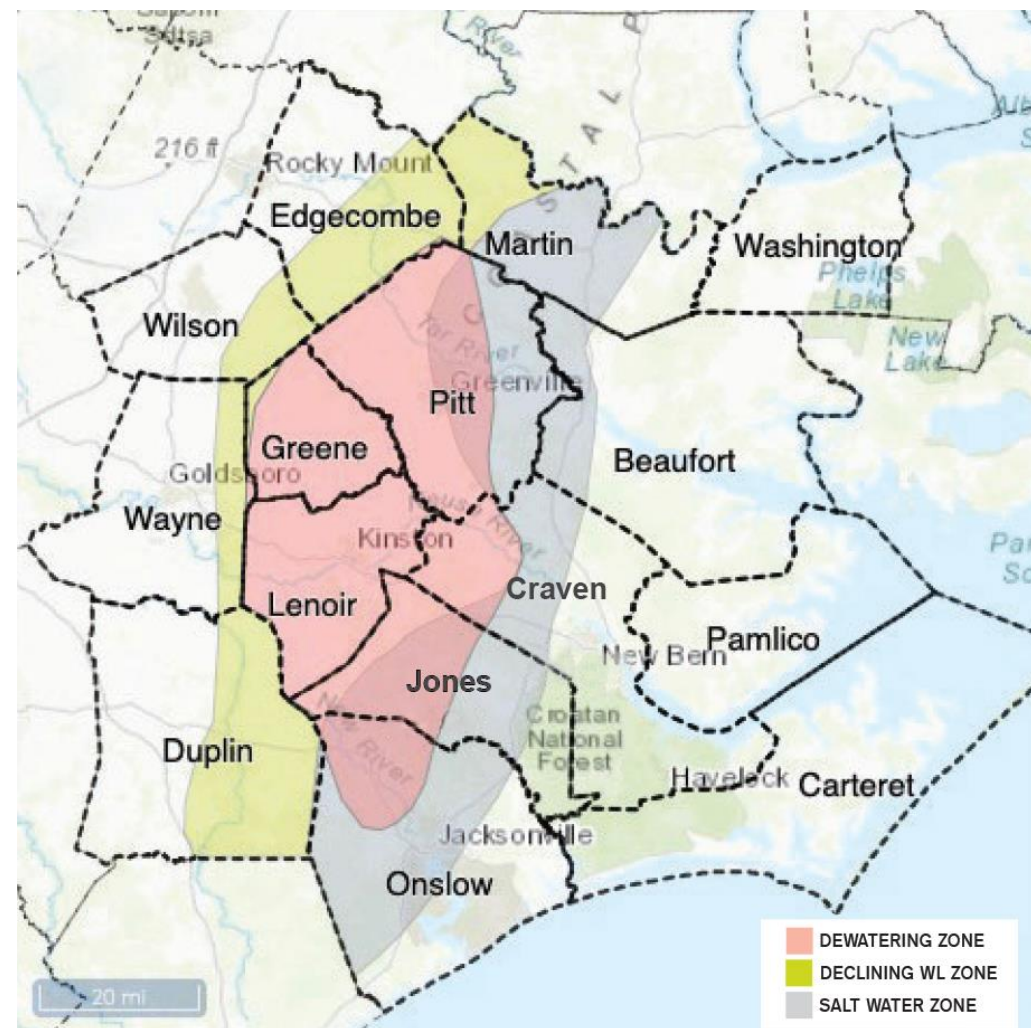 River
216 ft
Rocky Mount
Edgecombe
Martin
Washington
Phelps
Lake
New
Lake
Wilson
Tar River
Greenville
Pitt
Greene
Goldsboro
Beaufort
Wayne
Neuse River
Kinston
Lenoir
Craven
Pamlico
New Bern
Jones
New River
Croatan
National
Forest
Duplin
Havelock
Carteret
Jacksonville
Onslow
DEWATERING ZONE
DECLINING WL ZONE
SALT WATER ZONE
20 mi